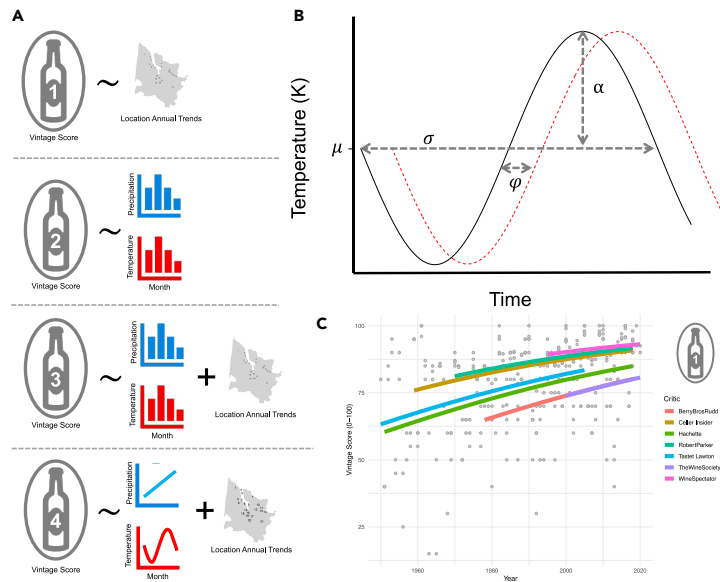 A
1
Vintage Score
~
Location Annual Trends
2
Vintage Score
~
Precipitation
Temperature
Month
3
Vintage Score
~
Precipitation
Temperature
Month
+
Location Annual Trends
4
Vintage Score
~
Precipitation
Temperature
Month
+
Location Annual Trends
B
Temperature (K)
μ
σ
φ
α
Time
C
Vintage Score (0-100)
100
75
50
25
1960
1980
2000
2020
Year
1
Critic
BerryBrosRudd
Celler Insider
Hachette
RobertParker
Tastet Lawton
TheWineSociety
WineSpectator